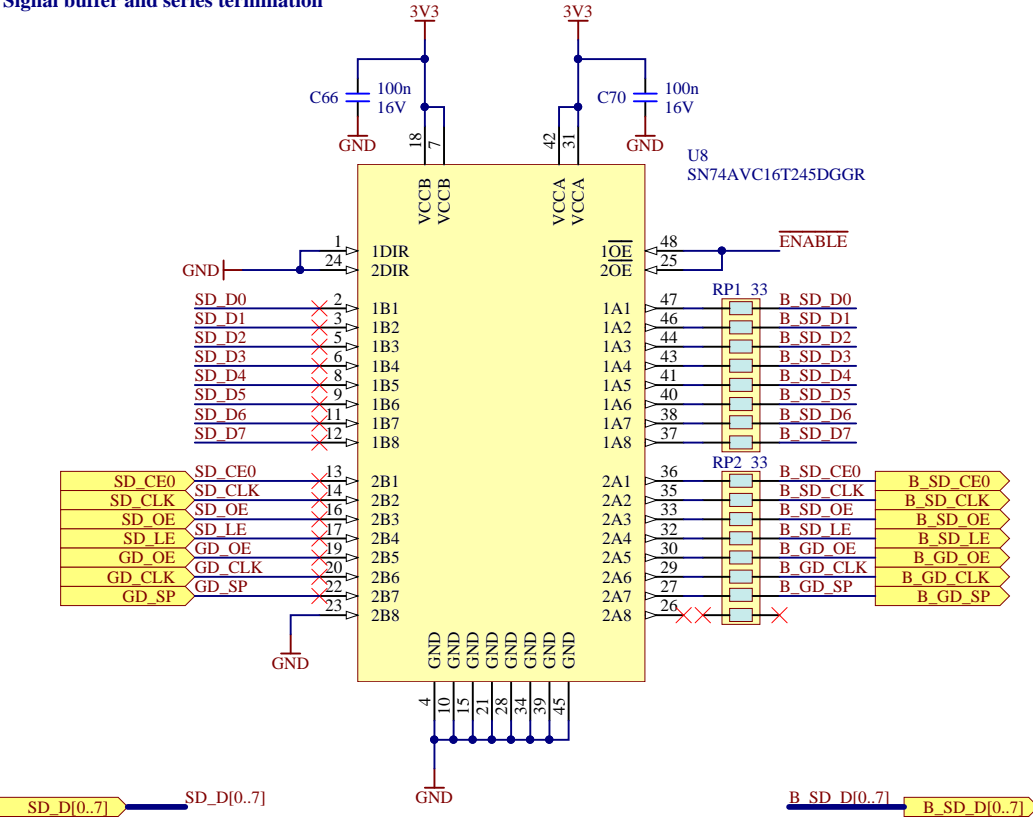 Signal buffer and series termination
3V3 3V3
C66 100n 16V C70 100n 16V
GND GND
18 7 42 31
U8
SN74AVC16T245DGGR
VCCB VCCB VCCA VCCA
1 1DIR 1OE 48 ENABLE
GND 24 2DIR 2OE 25
RP1 33
SD_D0 2 1B1 1A1 47 B_SD_D0
SD_D1 3 1B2 1A2 46 B_SD_D1
SD_D2 5 1B3 1A3 44 B_SD_D2
SD_D3 6 1B4 1A4 43 B_SD_D3
SD_D4 8 1B5 1A5 41 B_SD_D4
SD_D5 9 1B6 1A6 40 B_SD_D5
SD_D6 11 1B7 1A7 38 B_SD_D6
SD_D7 12 1B8 1A8 37 B_SD_D7
RP2 33
SD_CE0 SD_CE0 13 2B1 2A1 36 B_SD_CE0 B_SD_CE0
SD_CLK SD_CLK 14 2B2 2A2 35 B_SD_CLK B_SD_CLK
SD_OE SD_OE 16 2B3 2A3 33 B_SD_OE B_SD_OE
SD_LE SD_LE 17 2B4 2A4 32 B_SD_LE B_SD_LE
GD_OE GD_OE 19 2B5 2A5 30 B_GD_OE B_GD_OE
GD_CLK GD_CLK 20 2B6 2A6 29 B_GD_CLK B_GD_CLK
GD_SP GD_SP 22 2B7 2A7 27 B_GD_SP B_GD_SP
23 2B8 2A8 26
GND
GND GND GND GND GND GND GND GND
4 10 15 21 28 34 39 45
GND
SD_D[0..7] SD_D[0..7] B_SD_D[0..7] B_SD_D[0..7]